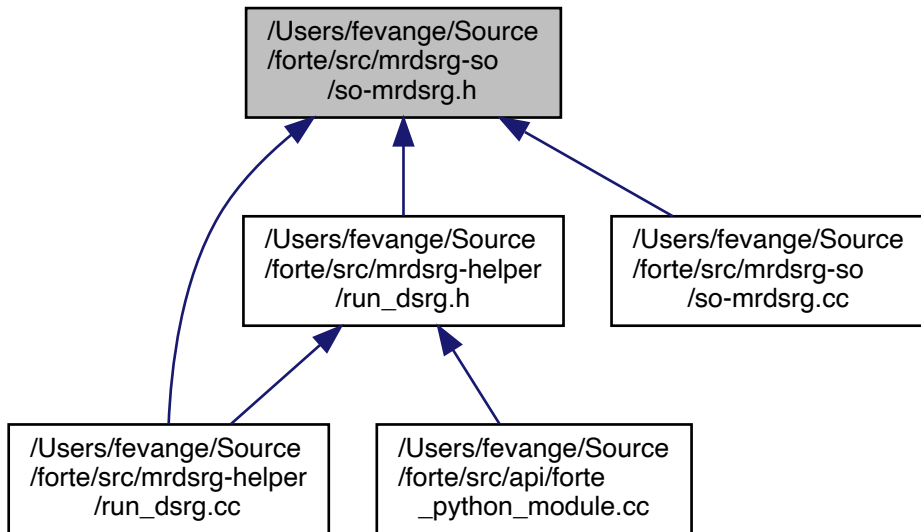 /Users/fevange/Source
/forte/src/mrdsrg-so
/so-mrdsrg.h
/Users/fevange/Source
/forte/src/mrdsrg-helper
/run_dsrg.h
/Users/fevange/Source
/forte/src/mrdsrg-so
/so-mrdsrg.cc
/Users/fevange/Source
/forte/src/mrdsrg-helper
/run_dsrg.cc
/Users/fevange/Source
/forte/src/api/forte
_python_module.cc